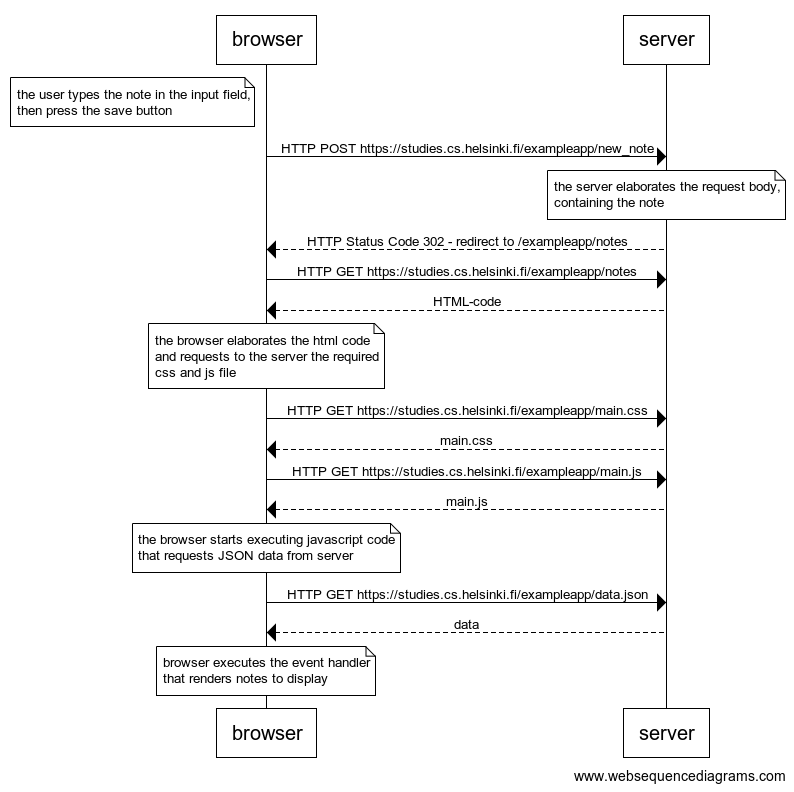 browser
server
the user types the note in the input field,
then press the save button
HTTP POST https://studies.cs.helsinki.fi/exampleapp/new_note
the server elaborates the request body,
containing the note
HTTP Status Code 302 - redirect to /exampleapp/notes
HTTP GET https://studies.cs.helsinki.fi/exampleapp/notes
HTML-code
the browser elaborates the html code
and requests to the server the required
css and js file
HTTP GET https://studies.cs.helsinki.fi/exampleapp/main.css
main.css
HTTP GET https://studies.cs.helsinki.fi/exampleapp/main.js
main.js
the browser starts executing javascript code
that requests JSON data from server
HTTP GET https://studies.cs.helsinki.fi/exampleapp/data.json
data
browser executes the event handler
that renders notes to display
browser
server
www.websequencediagrams.com